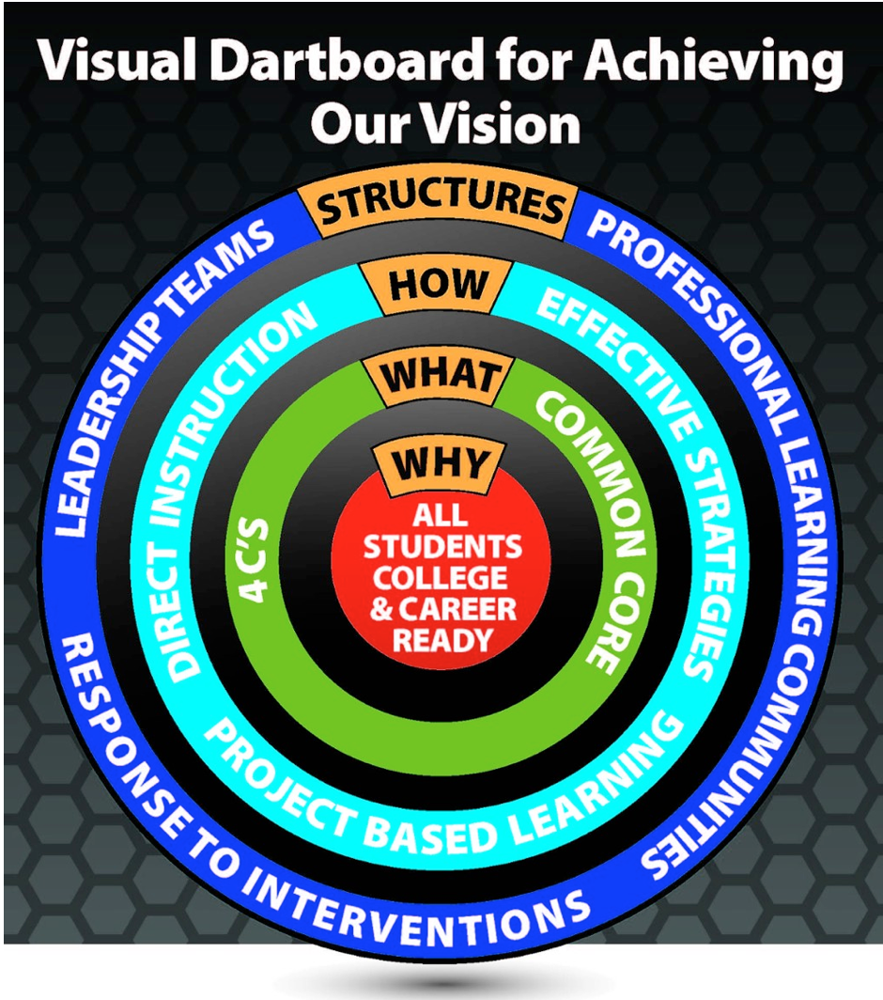 Visual Dartboard for Achieving
Our Vision
STRUCTURES
LEADERSHIP TEAMS
PROFESSIONAL LEARNING COMMUNITIES
RESPONSE TO INTERVENTIONS
HOW
DIRECT INSTRUCTION
EFFECTIVE STRATEGIES
PROJECT BASED LEARNING
WHAT
4 C'S
COMMON CORE
WHY
ALL
STUDENTS
COLLEGE
& CAREER
READY